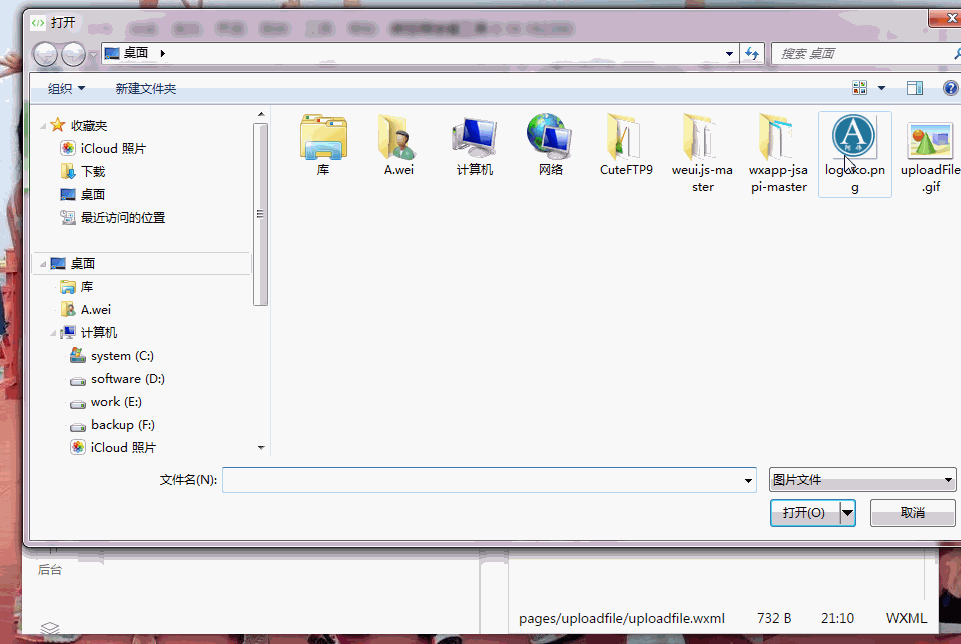 打开
桌面
搜索 桌面
组织
新建文件夹
收藏夹
iCloud 照片
下载
桌面
最近访问的位置
桌面
库
A.wei
计算机
system (C:)
software (D:)
work (E:)
backup (F:)
iCloud 照片
库
A.wei
计算机
网络
CuteFTP9
weui.js-ma
ster
wxapp-jsa
pi-master
g
uploadFile
.gif
文件名(N):
图片文件
打开(O)
取消
后台
pages/uploadfile/uploadfile.wxml
732 B
21:10
WXML